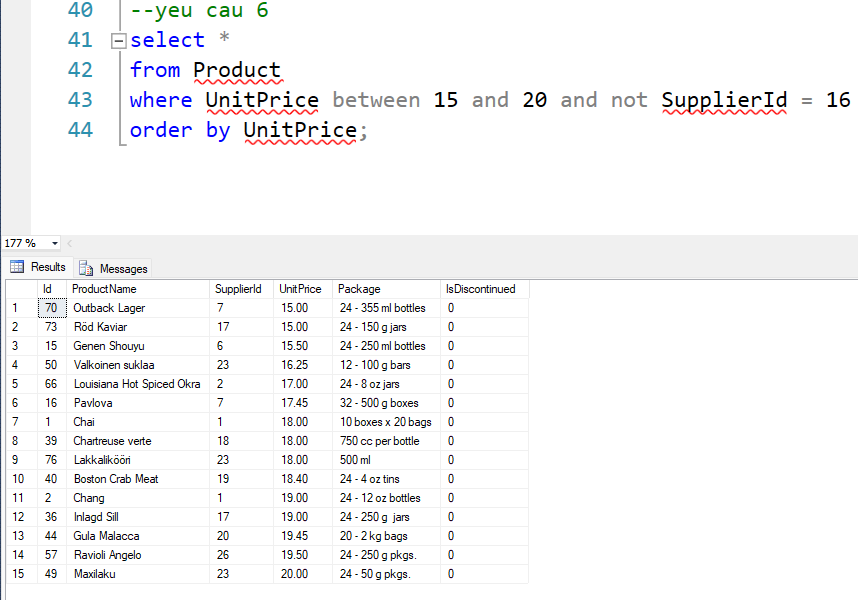 40 --yeu cau 6
41 select *
42 from Product
43 where UnitPrice between 15 and 20 and not SupplierId = 16
44 order by UnitPrice;
177 %
Results Messages
Id ProductName SupplierId UnitPrice Package IsDiscontinued
1 70 Outback Lager 7 15.00 24 - 355 ml bottles 0
2 73 Röd Kaviar 17 15.00 24 - 150 g jars 0
3 15 Genen Shouyu 6 15.50 24 - 250 ml bottles 0
4 50 Valkoinen suklaa 23 16.25 12 - 100 g bars 0
5 66 Louisiana Hot Spiced Okra 2 17.00 24 - 8 oz jars 0
6 16 Pavlova 7 17.45 32 - 500 g boxes 0
7 1 Chai 1 18.00 10 boxes x 20 bags 0
8 39 Chartreuse verte 18 18.00 750 cc per bottle 0
9 76 Lakkalikööri 23 18.00 500 ml 0
10 40 Boston Crab Meat 19 18.40 24 - 4 oz tins 0
11 2 Chang 1 19.00 24 - 12 oz bottles 0
12 36 Inlagd Sill 17 19.00 24 - 250 g  jars 0
13 44 Gula Malacca 20 19.45 20 - 2 kg bags 0
14 57 Ravioli Angelo 26 19.50 24 - 250 g pkgs. 0
15 49 Maxilaku 23 20.00 24 - 50 g pkgs. 0